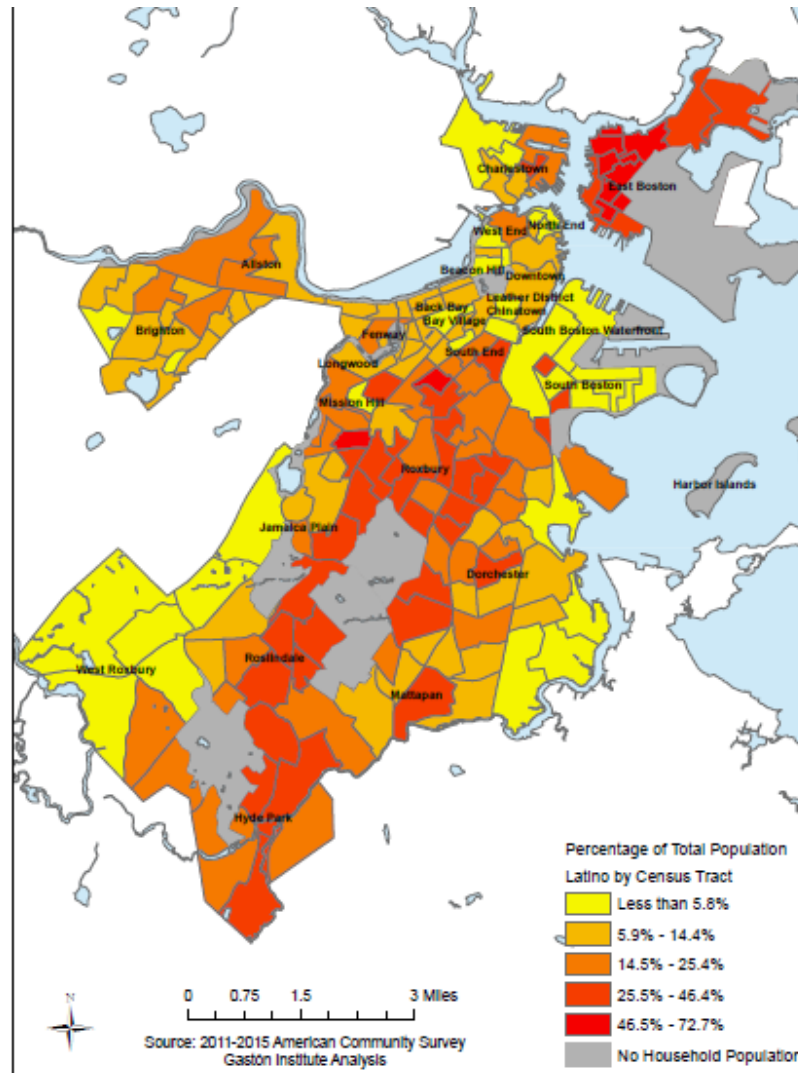 Charlestown
East Boston
West End
North End
Beacon Hill
Downtown
Allston
Leather District
Chinatown
Back Bay
Bay Village
Brighton
Fenway
South Boston Waterfront
South End
Longwood
South Boston
Mission Hill
Roxbury
Harbor Islands
Jamaica Plain
Dorchester
West Roxbury
Roslindale
Mattapan
Hyde Park
Percentage of Total Population
Latino by Census Tract
Less than 5.8%
5.9% - 14.4%
14.5% - 25.4%
25.5% - 46.4%
46.5% - 72.7%
No Household Population
N
0 0.75 1.5 3 Miles
Source: 2011-2015 American Community Survey
Gastón Institute Analysis